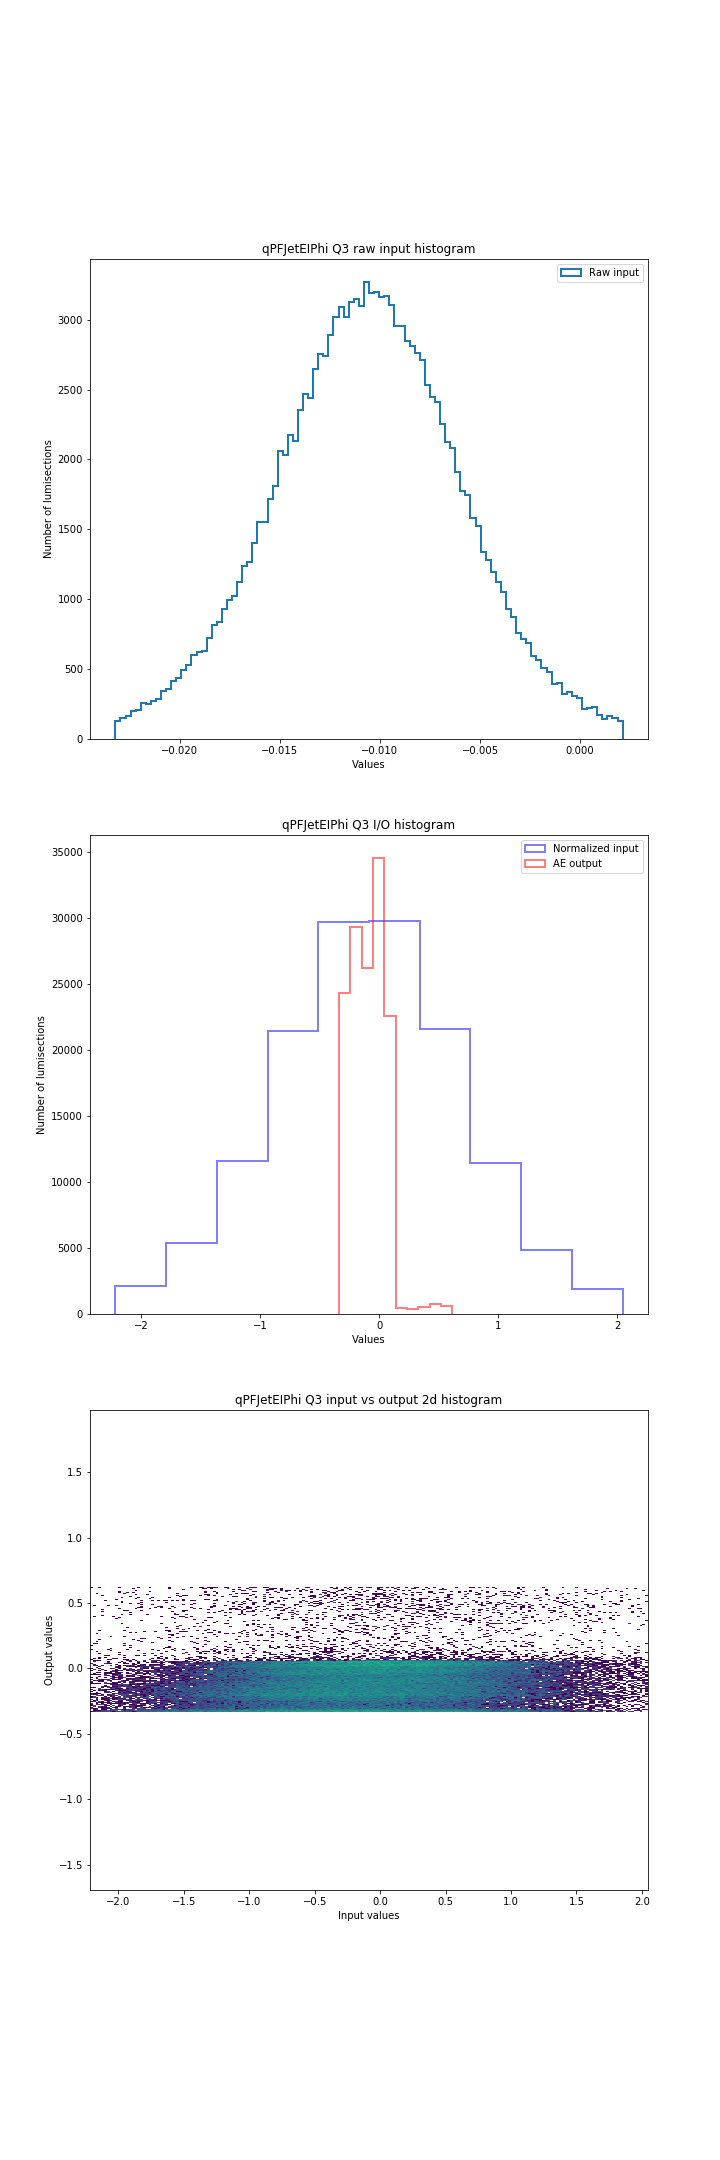 qPFJetEIPhi Q3 raw input histogram
Raw input
3000
2500
2000
1500
1000
500
0
Number of lumisections
−0.020 −0.015 −0.010 −0.005 0.000
Values
qPFJetEIPhi Q3 I/O histogram
Normalized input
AE output
35000
30000
25000
20000
15000
10000
5000
0
Number of lumisections
−2 −1 0 1 2
Values
qPFJetEIPhi Q3 input vs output 2d histogram
1.5
1.0
0.5
0.0
−0.5
−1.0
−1.5
Output values
−2.0 −1.5 −1.0 −0.5 0.0 0.5 1.0 1.5 2.0
Input values